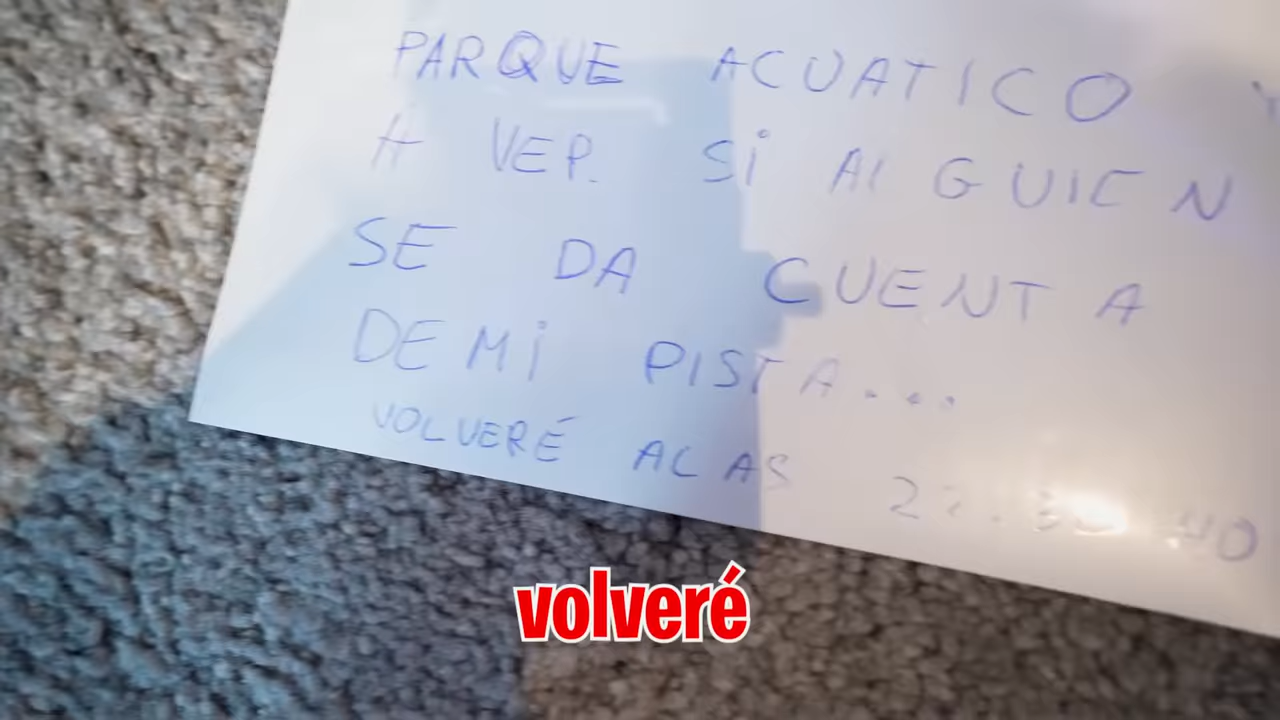 PARQUE ACUATICO Y
A VER SI ALGUIEN
SE DA CUENTA
DE MI PISTA...
VOLVERÉ A LAS
volveré